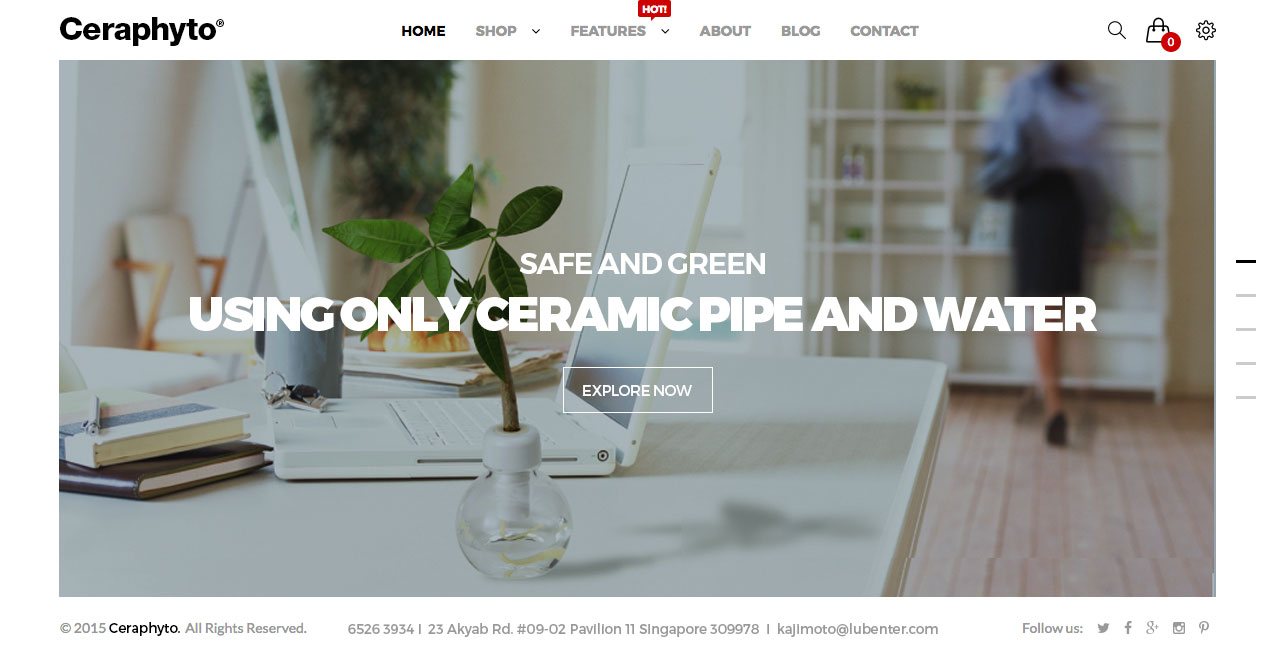 Ceraphyto®
HOT!
HOME SHOP FEATURES ABOUT BLOG CONTACT
0
SAFE AND GREEN
USING ONLY CERAMIC PIPE AND WATER
EXPLORE NOW
© 2015 Ceraphyto. All Rights Reserved.
6526 3934 I 23 Akyab Rd. #09-02 Pavilion 11 Singapore 309978 I kajimoto@lubenter.com
Follow us: